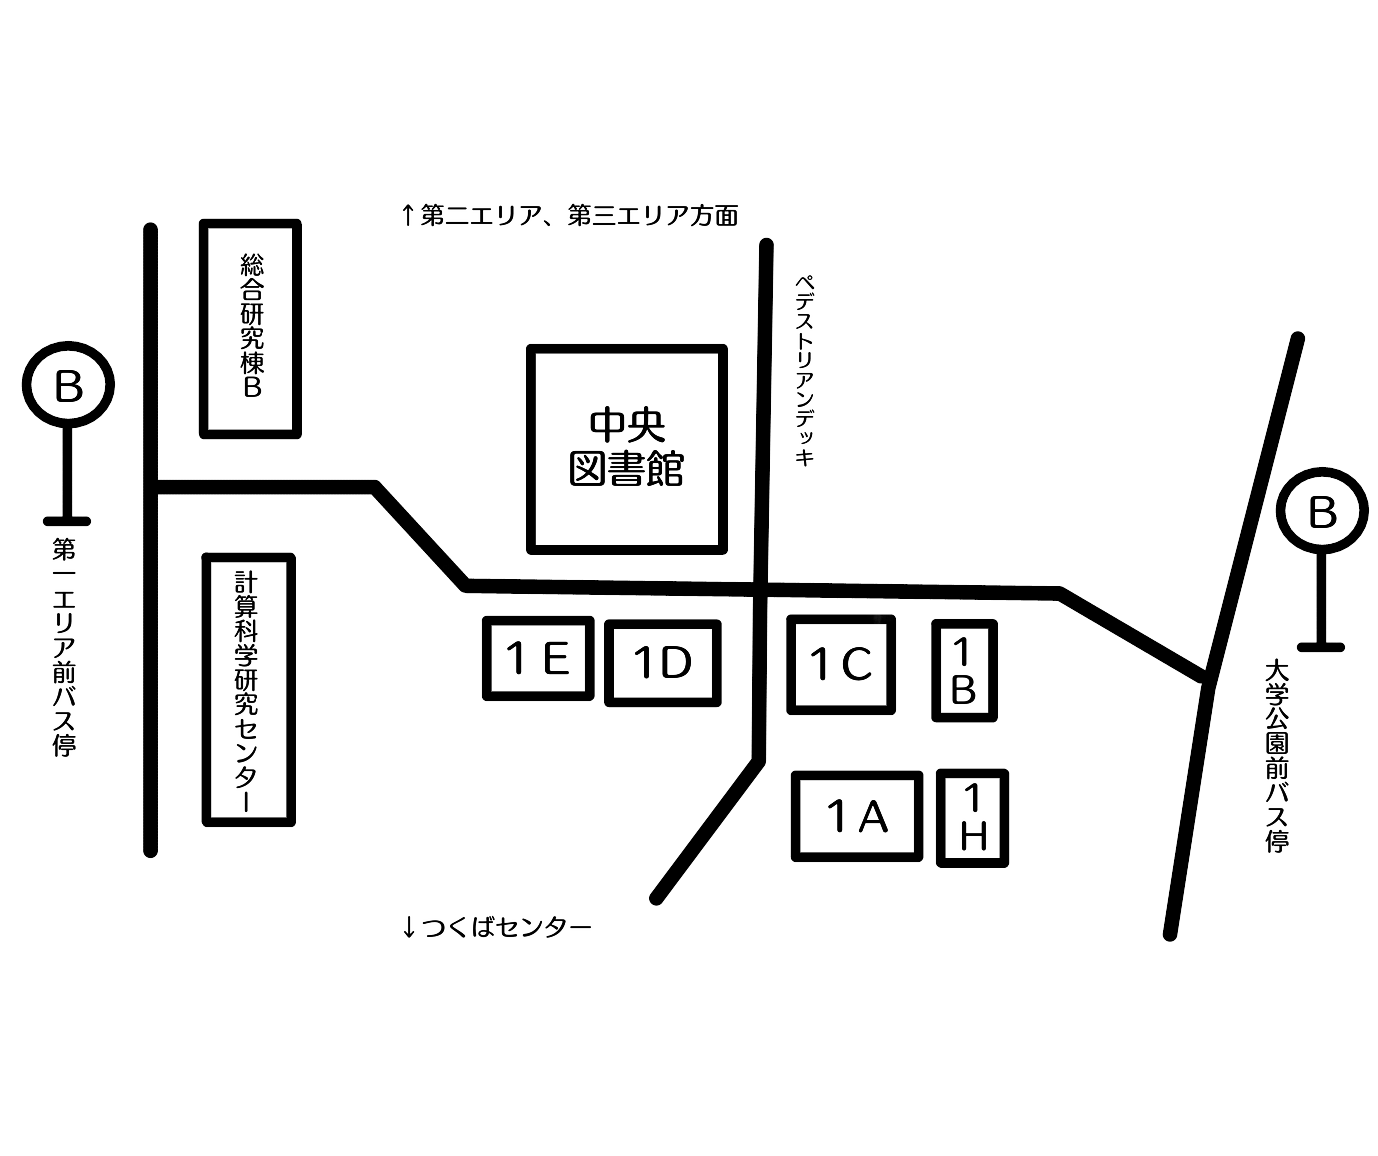 ↑第二エリア、第三エリア方面
総合研究棟B
ペデストリアンデッキ
B
第一エリア前バス停
中央
図書館
B
大学公園前バス停
計算科学研究センター
1E
1D
1C
1
B
1A
1
H
↓つくばセンター